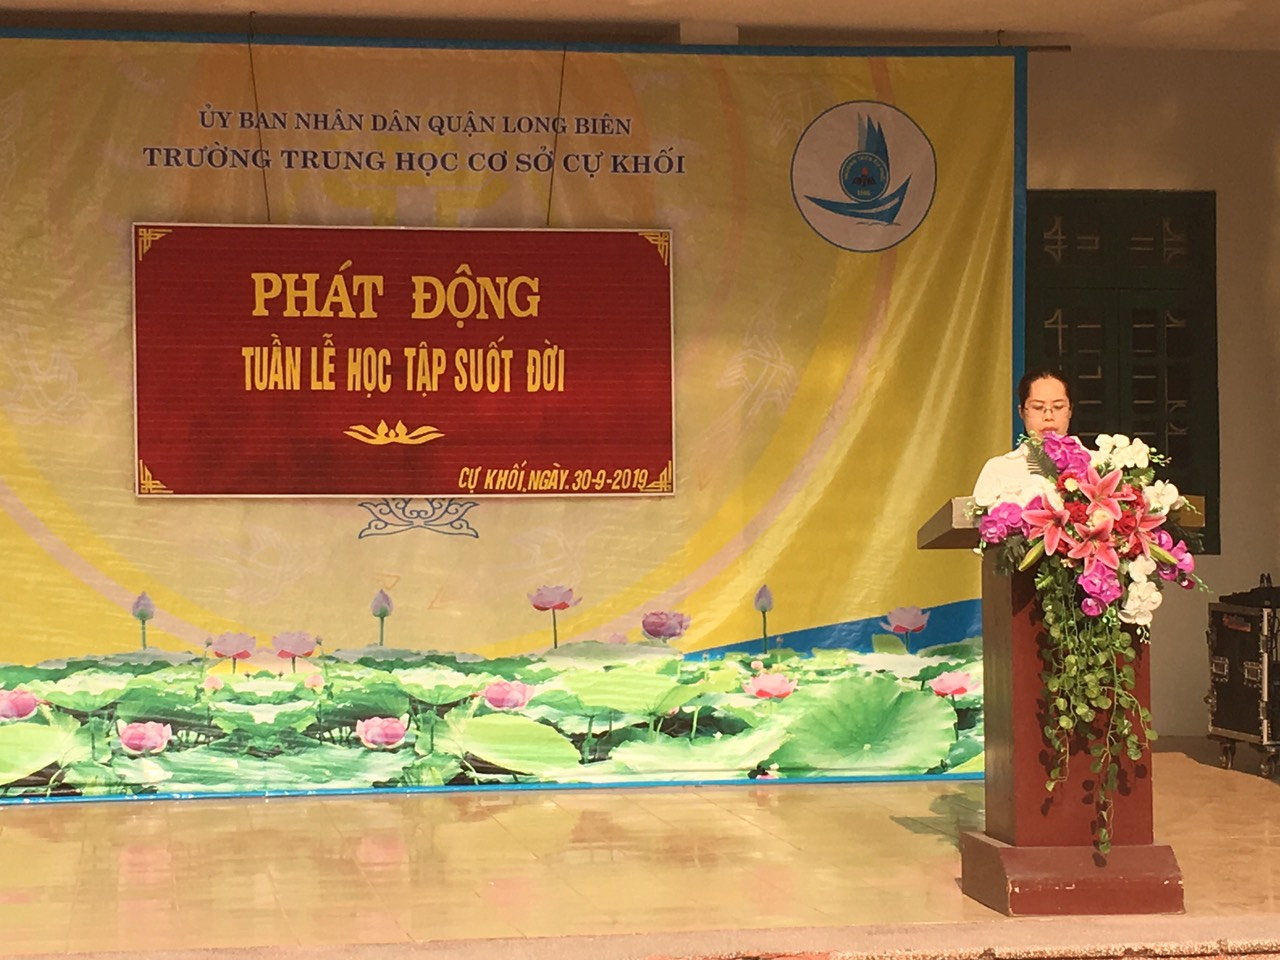 ỦY BAN NHÂN DÂN QUẬN LONG BIÊN
TRƯỜNG TRUNG HỌC CƠ SỞ CỰ KHỐI
PHÁT ĐỘNG
TUẦN LỄ HỌC TẬP SUỐT ĐỜI
CỰ KHỐI, NGÀY. 30-9-2019